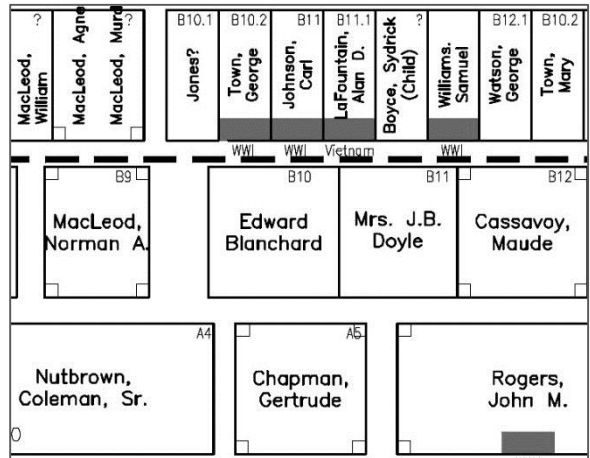 ? ? B10.1 B10.2 B11 B11.1 ? B12.1 B10.2
MacLeod,
William
MacLeod, Agne
MacLeod, Murd
Jones?
Town,
George
Johnson,
Carl
LaFountain,
Alan D.
Boyce, Sydrick
(Child)
Williams.
Samuel
Watson,
George
Town,
Mary
WWI WWI Vietnam WWI
B9 B10 B11 B12
MacLeod,
Norman A.
Edward
Blanchard
Mrs. J.B.
Doyle
Cassavoy,
Maude
A4 A5
Nutbrown,
Coleman, Sr.
Chapman,
Gertrude
Rogers,
John M.